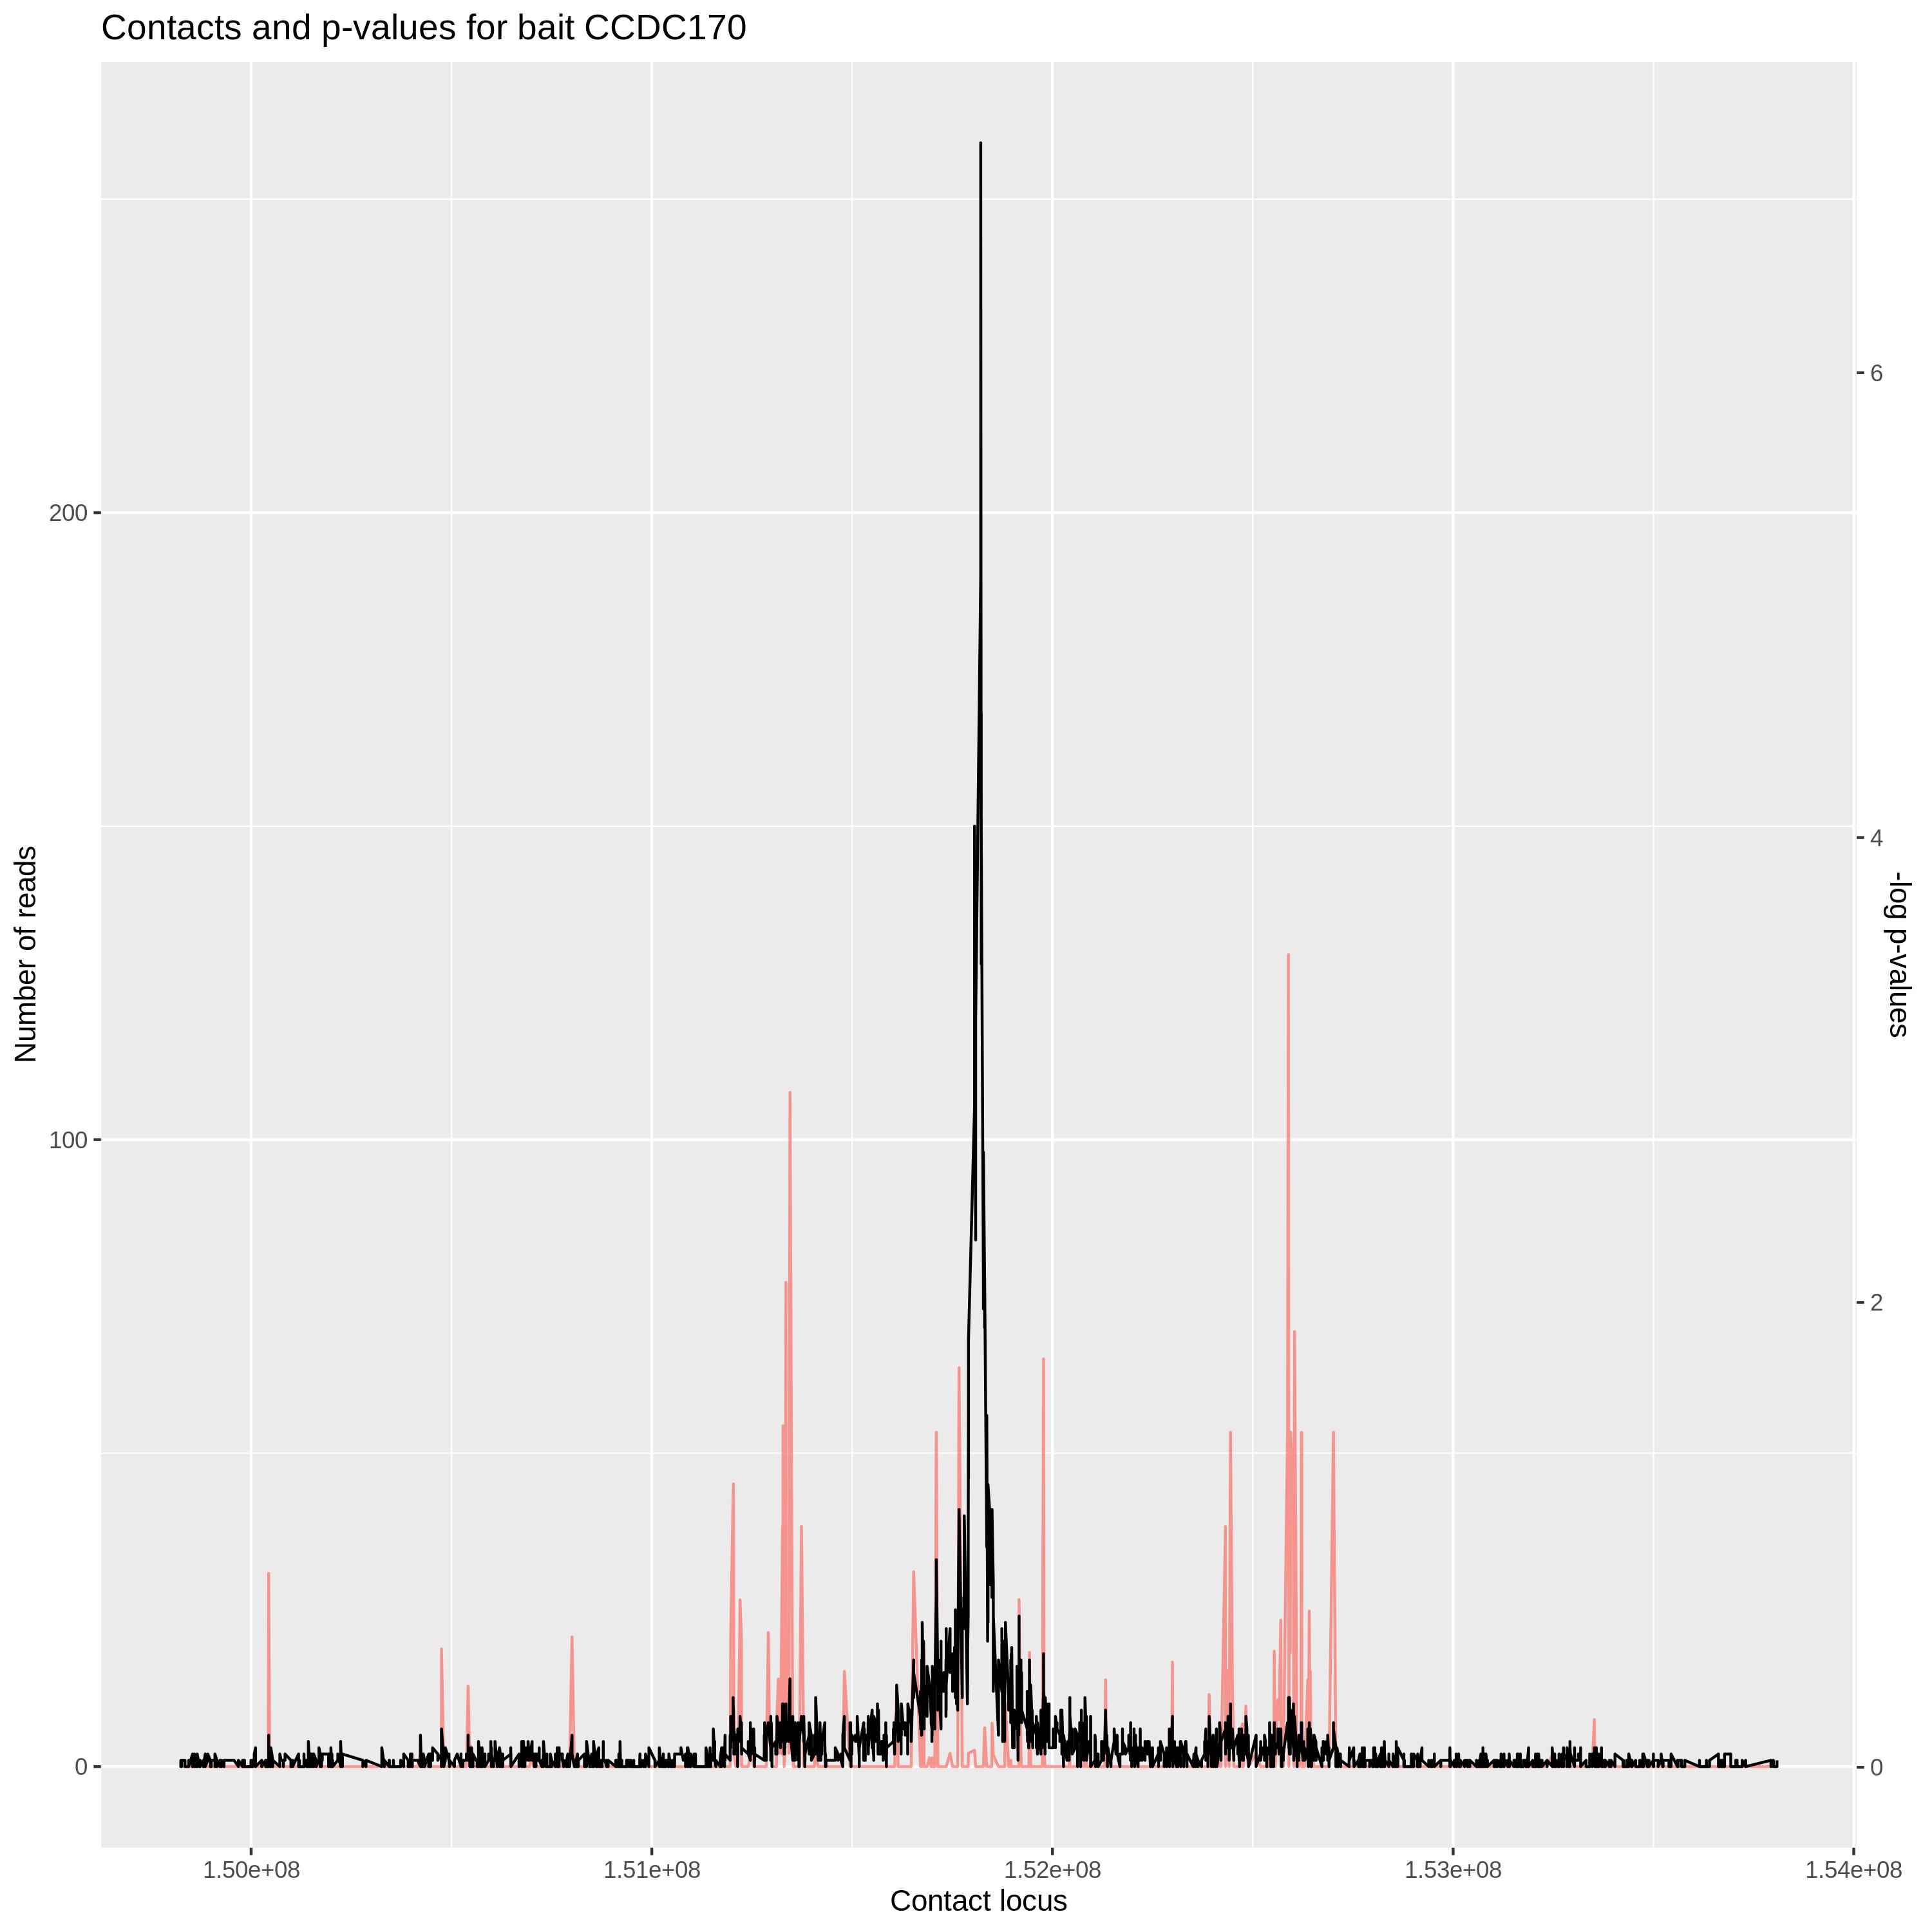 Contacts and p-values for bait CCDC170
Number of reads
200
100
0
6
4
2
0
-log p-values
1.50e+08
1.51e+08
1.52e+08
1.53e+08
1.54e+08
Contact locus